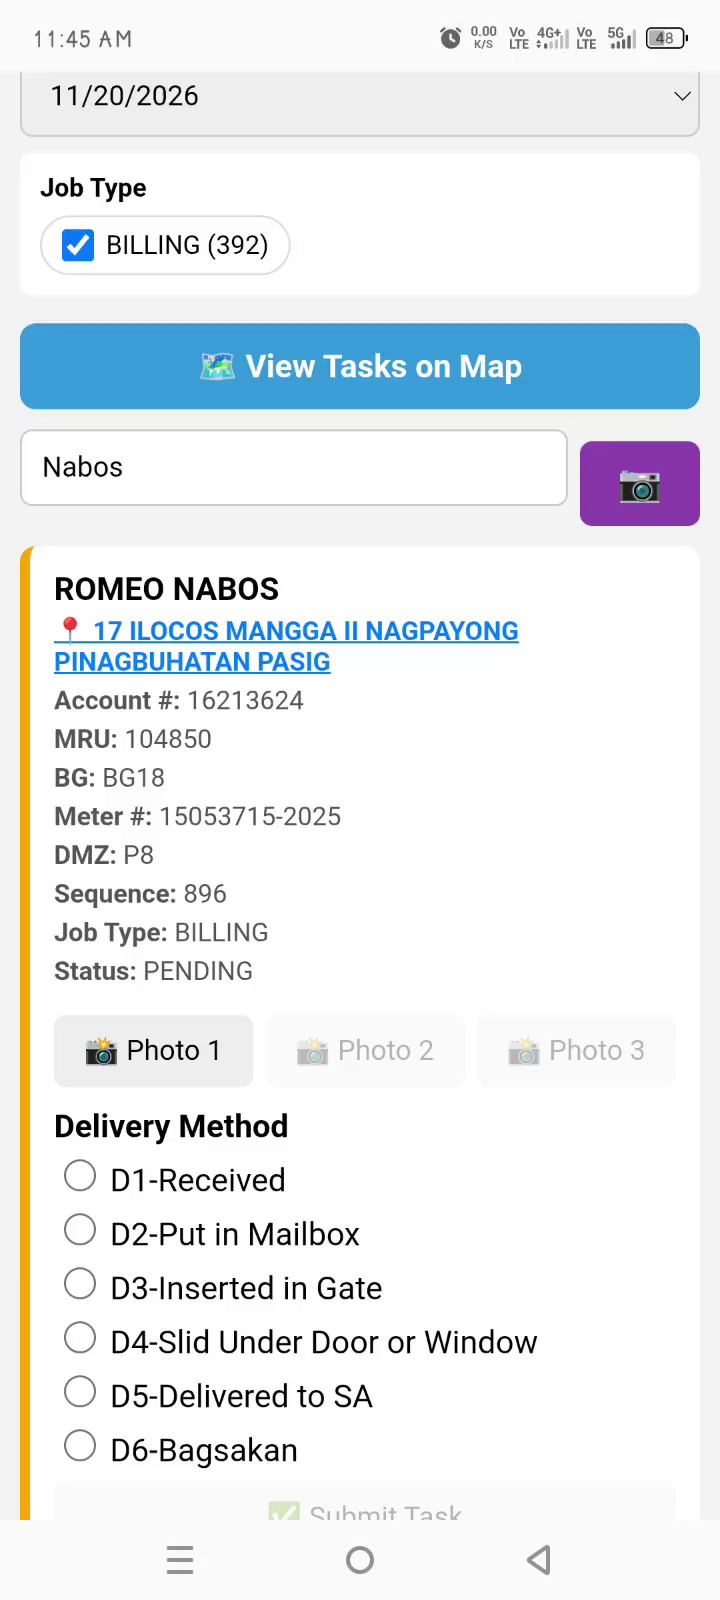 11:45 AM
0.00 K/S Vo LTE 4G+ Vo LTE 5G 48
11/20/2026
Job Type
BILLING (392)
View Tasks on Map
Nabos
ROMEO NABOS
17 ILOCOS MANGGA II NAGPAYONG
PINAGBUHATAN PASIG
Account #: 16213624
MRU: 104850
BG: BG18
Meter #: 15053715-2025
DMZ: P8
Sequence: 896
Job Type: BILLING
Status: PENDING
Photo 1 Photo 2 Photo 3
Delivery Method
D1-Received
D2-Put in Mailbox
D3-Inserted in Gate
D4-Slid Under Door or Window
D5-Delivered to SA
D6-Bagsakan
Submit Task